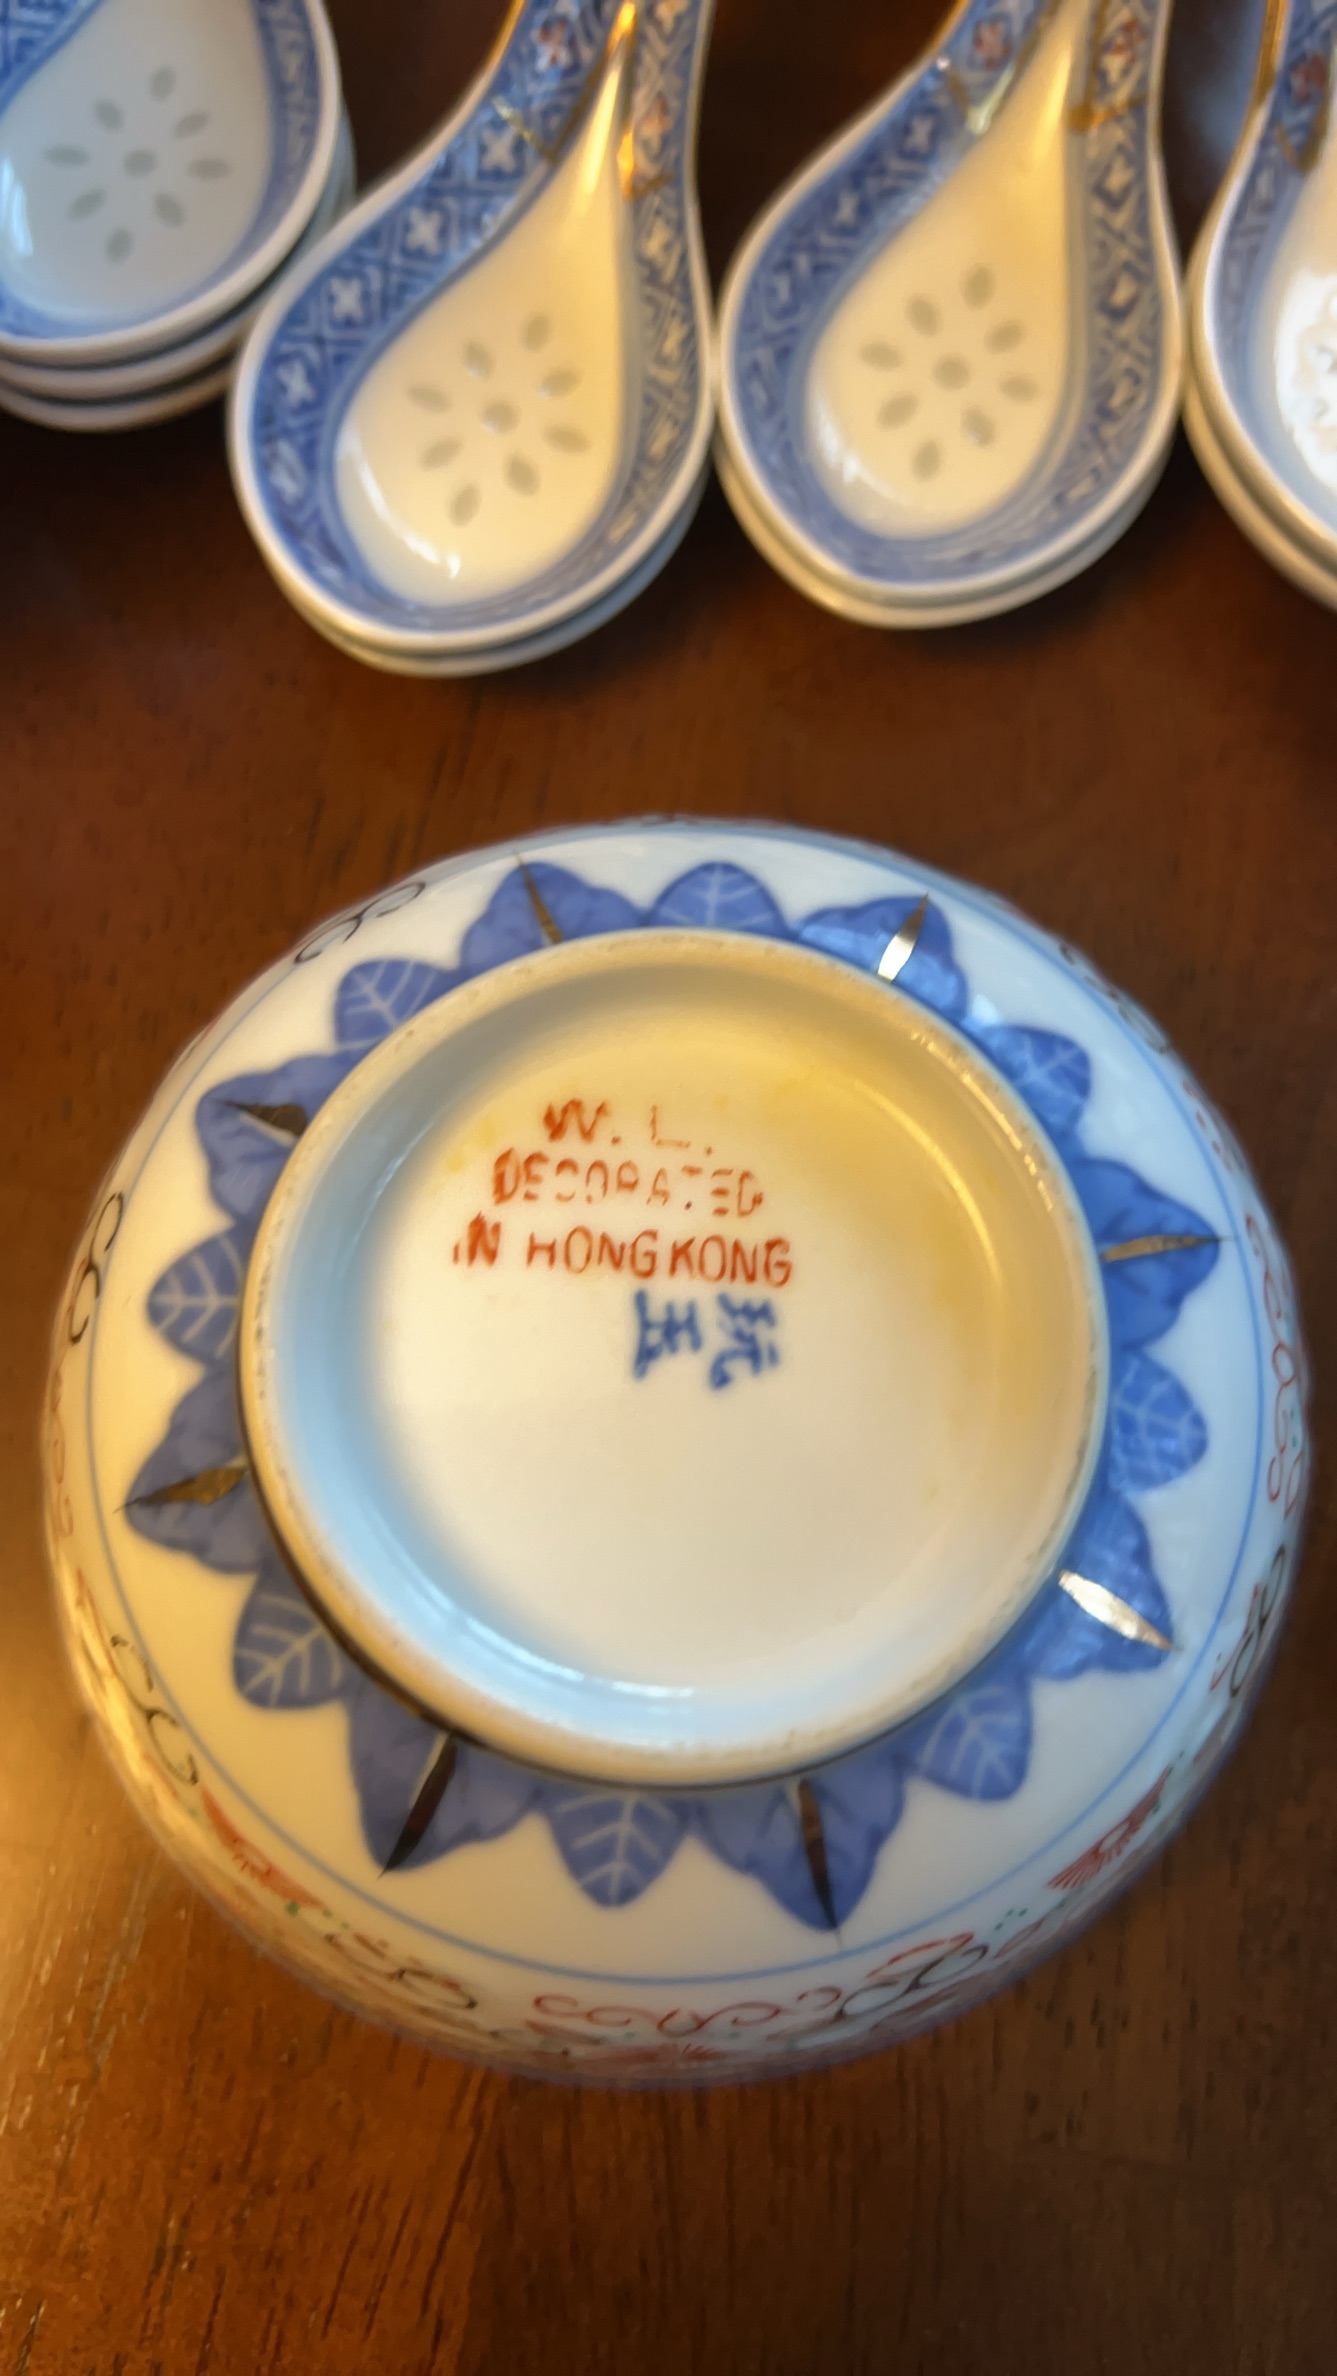 W. L.
DECORATED
IN HONG KONG
玩玉